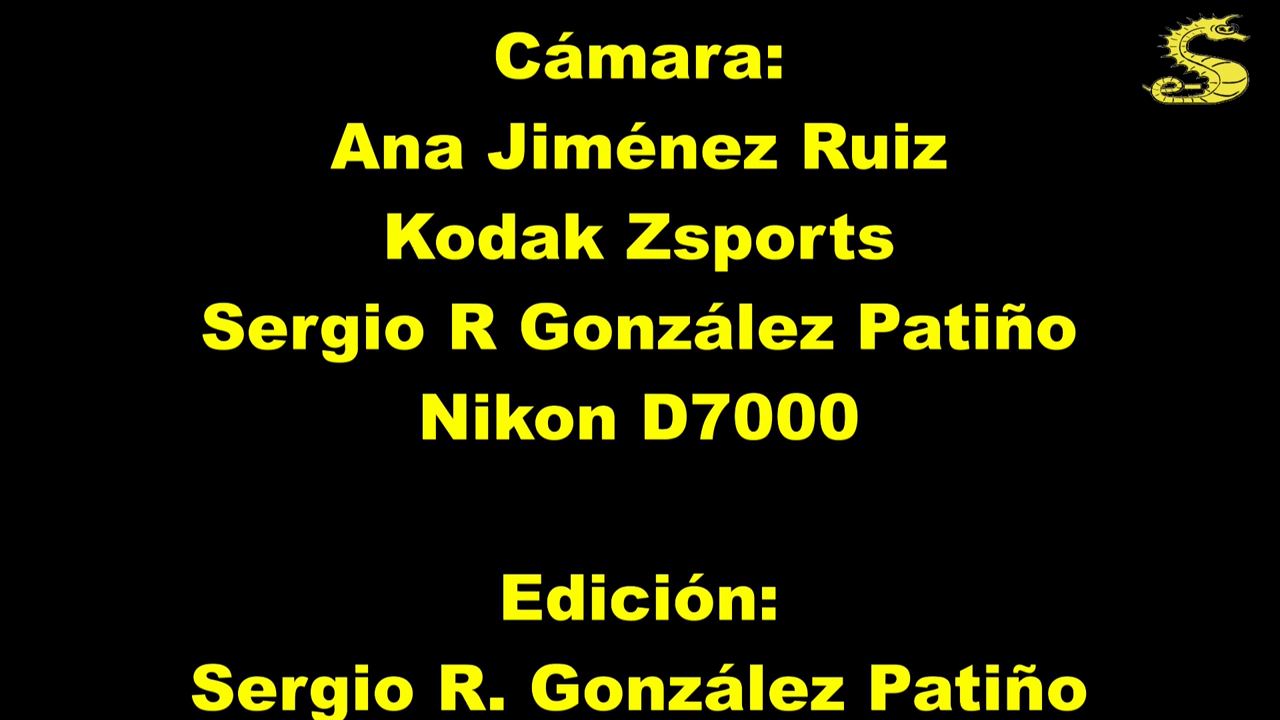 Cámara:
Ana Jiménez Ruiz
Kodak Zsports
Sergio R González Patiño
Nikon D7000
Edición:
Sergio R. González Patiño